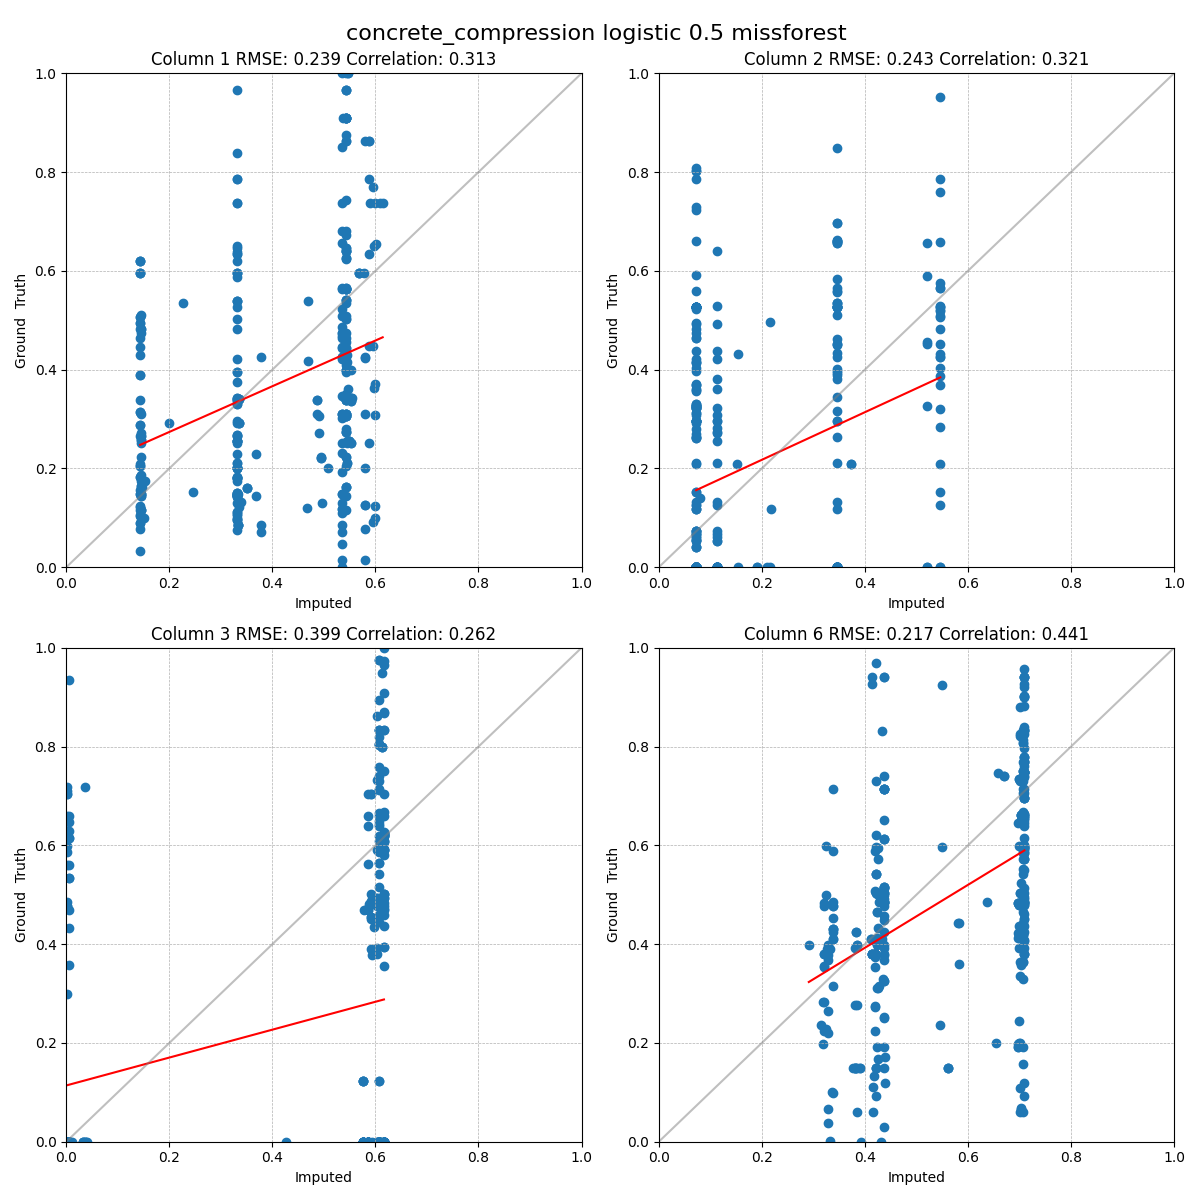 concrete_compression logistic 0.5 missforest
Column 1 RMSE: 0.239 Correlation: 0.313
1.0
0.8
0.6
0.4
0.2
0.0
Ground Truth
0.0 0.2 0.4 0.6 0.8 1.0
Imputed
Column 2 RMSE: 0.243 Correlation: 0.321
1.0
0.8
0.6
0.4
0.2
0.0
Ground Truth
0.0 0.2 0.4 0.6 0.8 1.0
Imputed
Column 3 RMSE: 0.399 Correlation: 0.262
1.0
0.8
0.6
0.4
0.2
0.0
Ground Truth
0.0 0.2 0.4 0.6 0.8 1.0
Imputed
Column 6 RMSE: 0.217 Correlation: 0.441
1.0
0.8
0.6
0.4
0.2
0.0
Ground Truth
0.0 0.2 0.4 0.6 0.8 1.0
Imputed